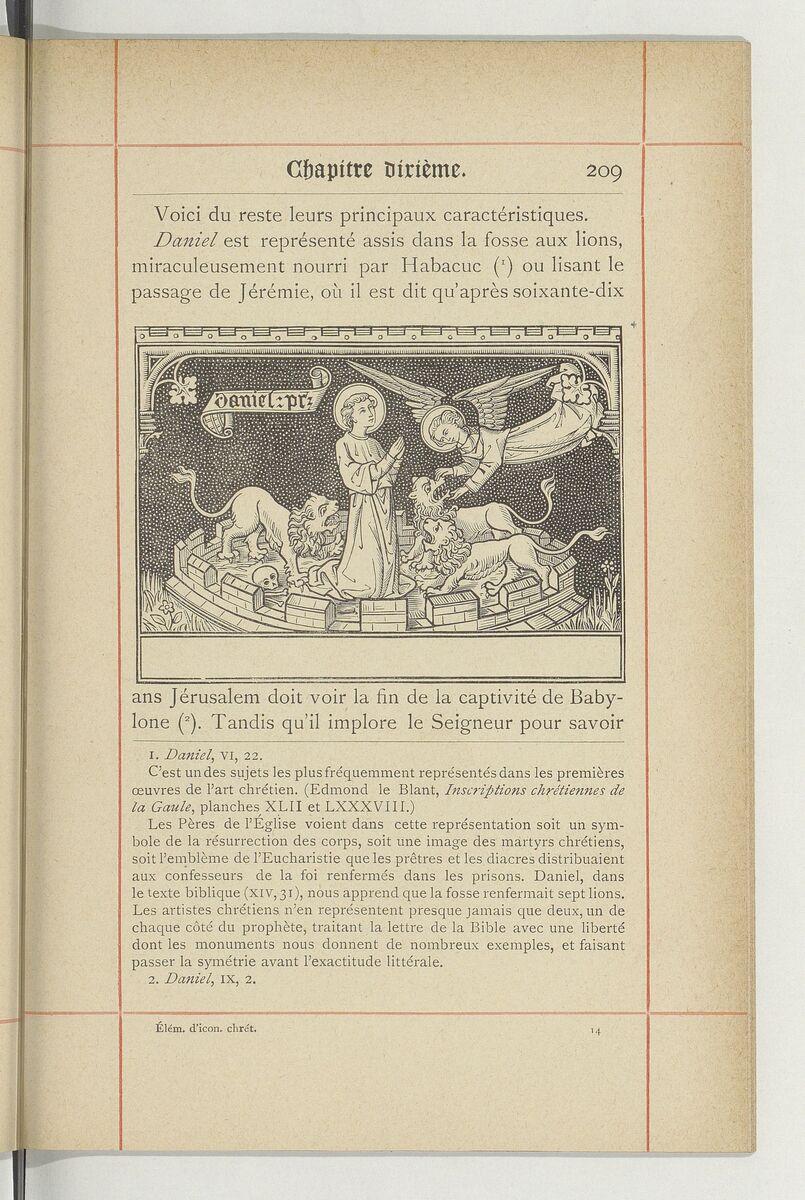 Chapitre dixième. 209
Voici du reste leurs principaux caractéristiques.
Daniel est représenté assis dans la fosse aux lions,
miraculeusement nourri par Habacuc (¹) ou lisant le
passage de Jérémie, où il est dit qu'après soixante-dix
Daniel : pr :
ans Jérusalem doit voir la fin de la captivité de Baby-
lone (²). Tandis qu'il implore le Seigneur pour savoir
1. Daniel, VI, 22.
C'est un des sujets les plus fréquemment représentés dans les premières
œuvres de l'art chrétien. (Edmond le Blant, Inscriptions chrétiennes de
la Gaule, planches XLII et LXXXVIII.)
Les Pères de l'Église voient dans cette représentation soit un sym-
bole de la résurrection des corps, soit une image des martyrs chrétiens,
soit l'emblème de l'Eucharistie que les prêtres et les diacres distribuaient
aux confesseurs de la foi renfermés dans les prisons. Daniel, dans
le texte biblique (XIV, 31), nous apprend que la fosse renfermait sept lions.
Les artistes chrétiens n'en représentent presque jamais que deux, un de
chaque côté du prophète, traitant la lettre de la Bible avec une liberté
dont les monuments nous donnent de nombreux exemples, et faisant
passer la symétrie avant l'exactitude littérale.
2. Daniel, IX, 2.
Élém. d'icon. chrét. 14